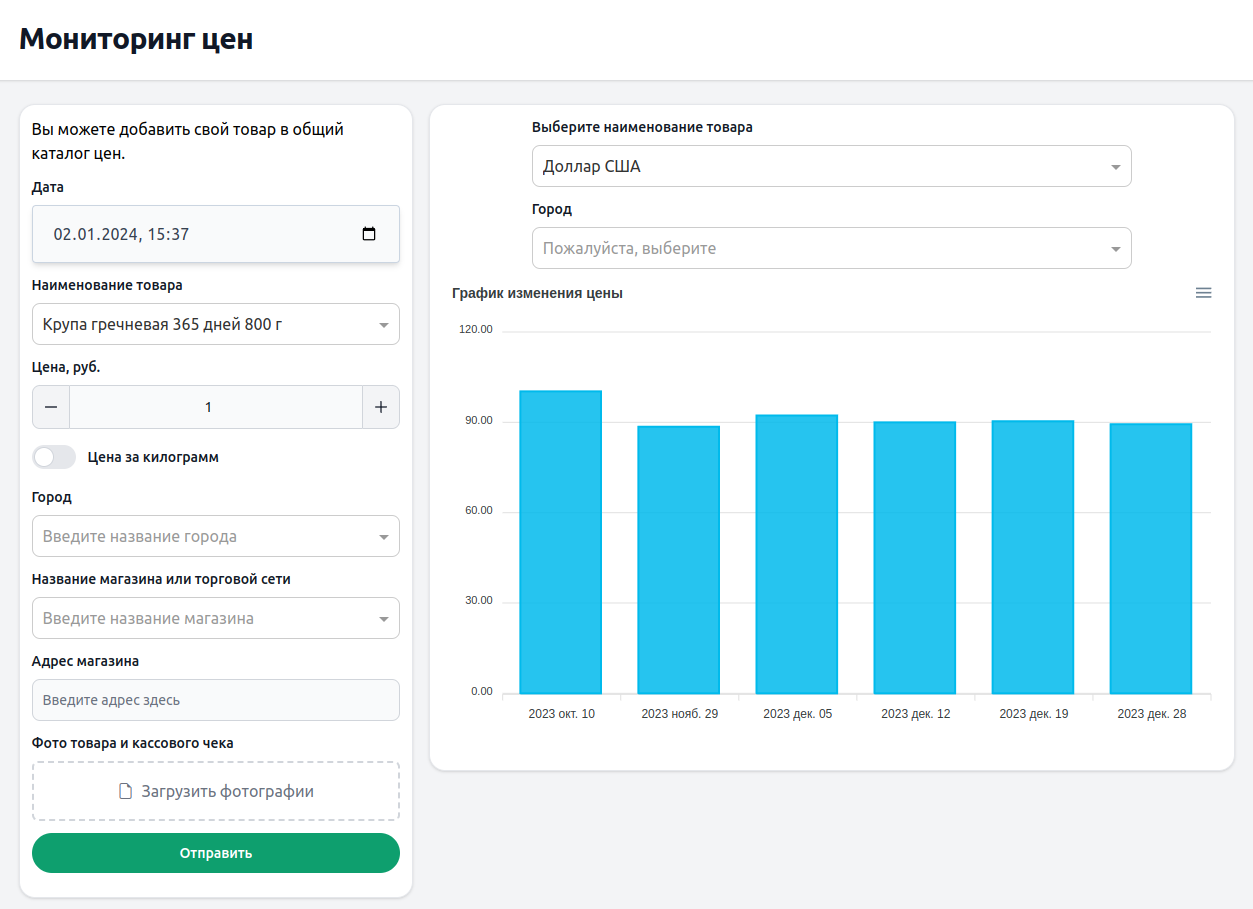 Мониторинг цен
Вы можете добавить свой товар в общий
каталог цен.
Дата
02.01.2024, 15:37
Наименование товара
Крупа гречневая 365 дней 800 г
Цена, руб.
1
Цена за килограмм
Город
Введите название города
Название магазина или торговой сети
Введите название магазина
Адрес магазина
Введите адрес здесь
Фото товара и кассового чека
Загрузить фотографии
Отправить
Выберите наименование товара
Доллар США
Город
Пожалуйста, выберите
График изменения цены
120.00
90.00
60.00
30.00
0.00
2023 окт. 10 2023 нояб. 29 2023 дек. 05 2023 дек. 12 2023 дек. 19 2023 дек. 28